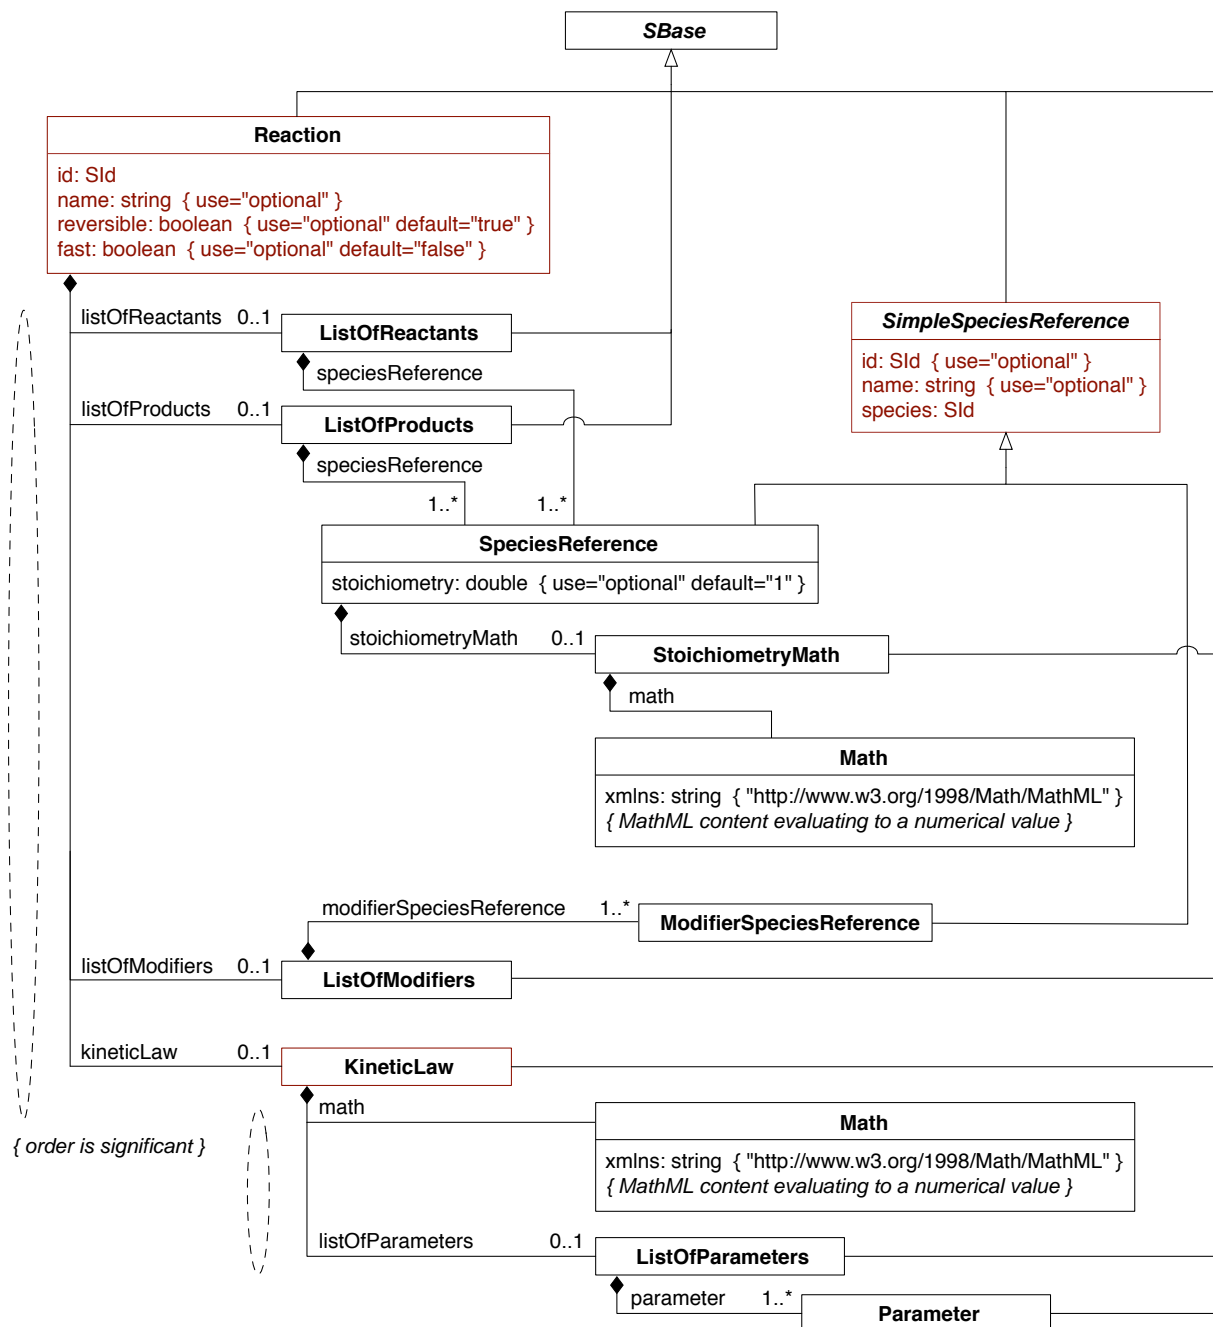 SBase
Reaction
id: SId
name: string { use="optional" }
reversible: boolean { use="optional" default="true" }
fast: boolean { use="optional" default="false" }
listOfReactants 0..1
ListOfReactants
speciesReference
SimpleSpeciesReference
id: SId { use="optional" }
name: string { use="optional" }
species: SId
listOfProducts 0..1
ListOfProducts
speciesReference
1..* 1..*
SpeciesReference
stoichiometry: double { use="optional" default="1" }
stoichiometryMath 0..1
StoichiometryMath
math
Math
xmlns: string { "http://www.w3.org/1998/Math/MathML" }
{ MathML content evaluating to a numerical value }
modifierSpeciesReference 1..*
ModifierSpeciesReference
listOfModifiers 0..1
ListOfModifiers
kineticLaw 0..1
KineticLaw
math
Math
xmlns: string { "http://www.w3.org/1998/Math/MathML" }
{ MathML content evaluating to a numerical value }
{ order is significant }
listOfParameters 0..1
ListOfParameters
parameter 1..*
Parameter